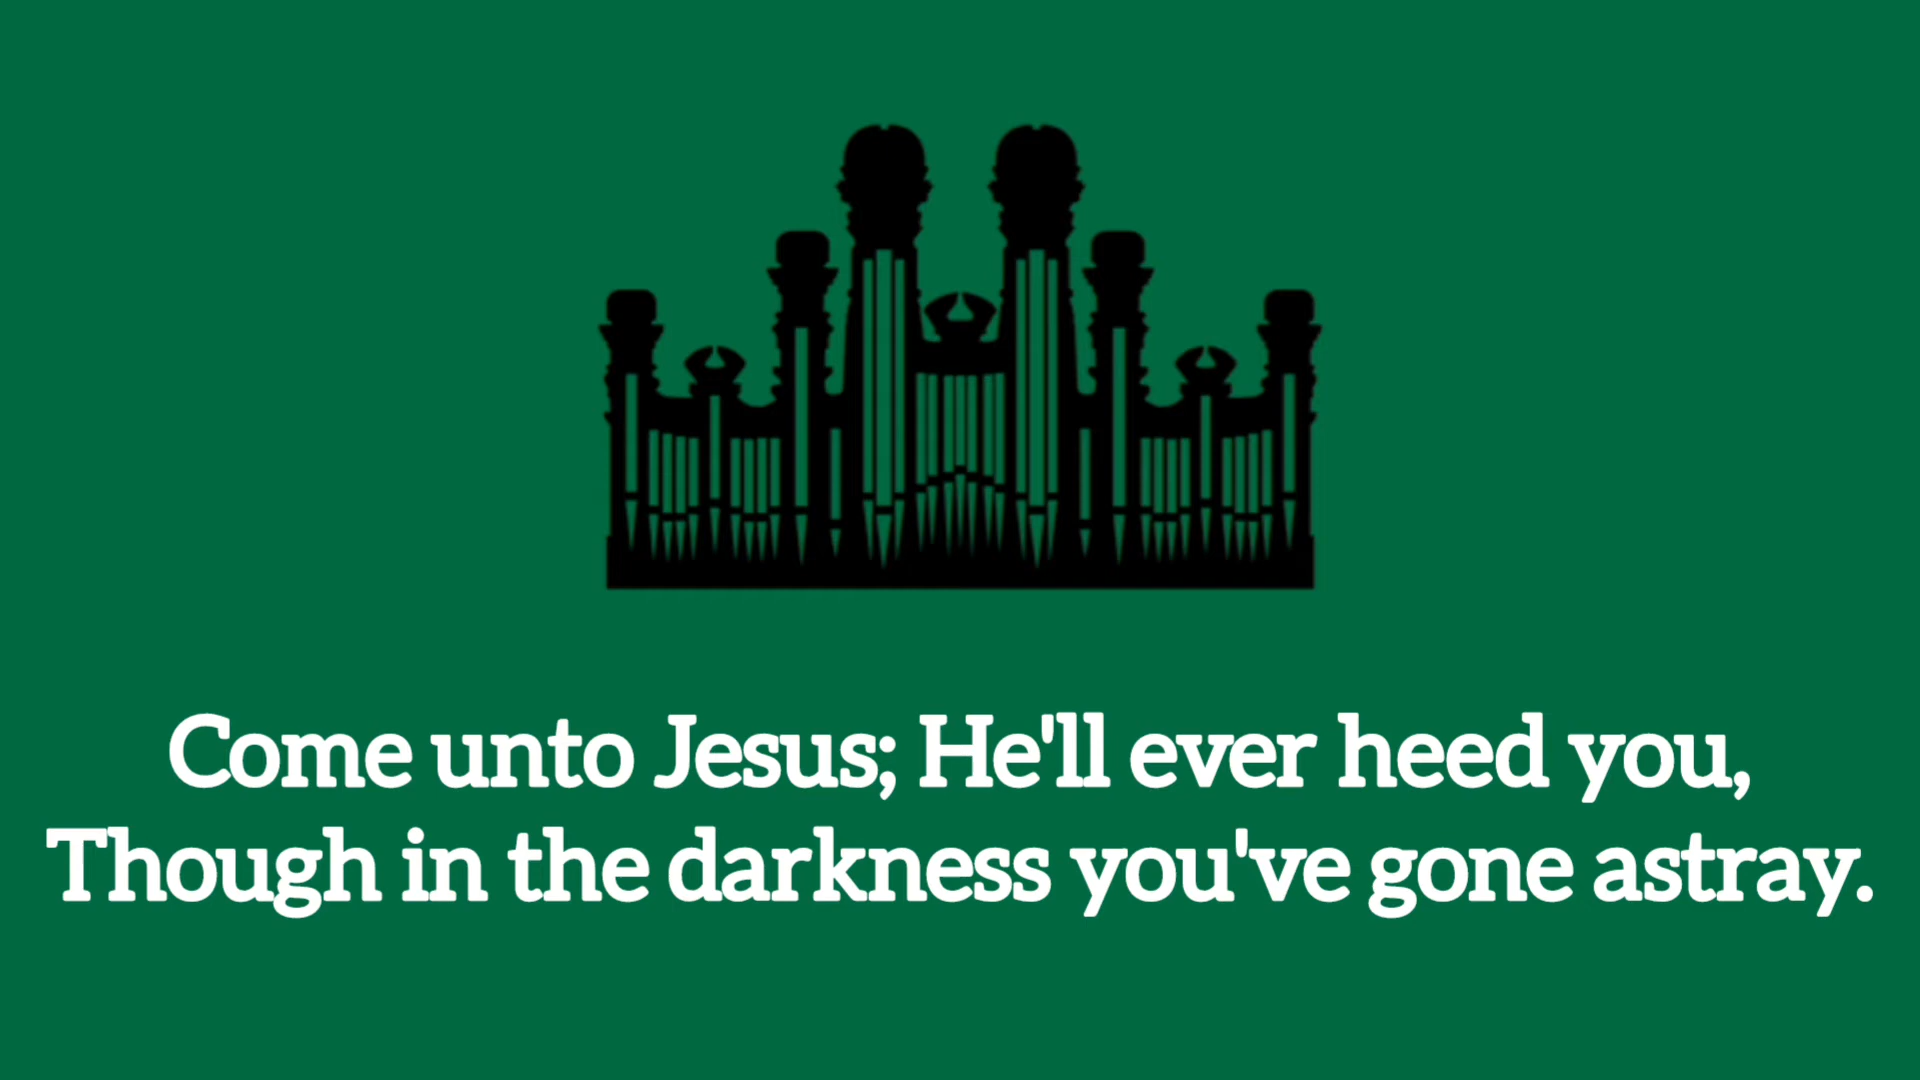 Come unto Jesus; He'll ever heed you,
Though in the darkness you've gone astray.